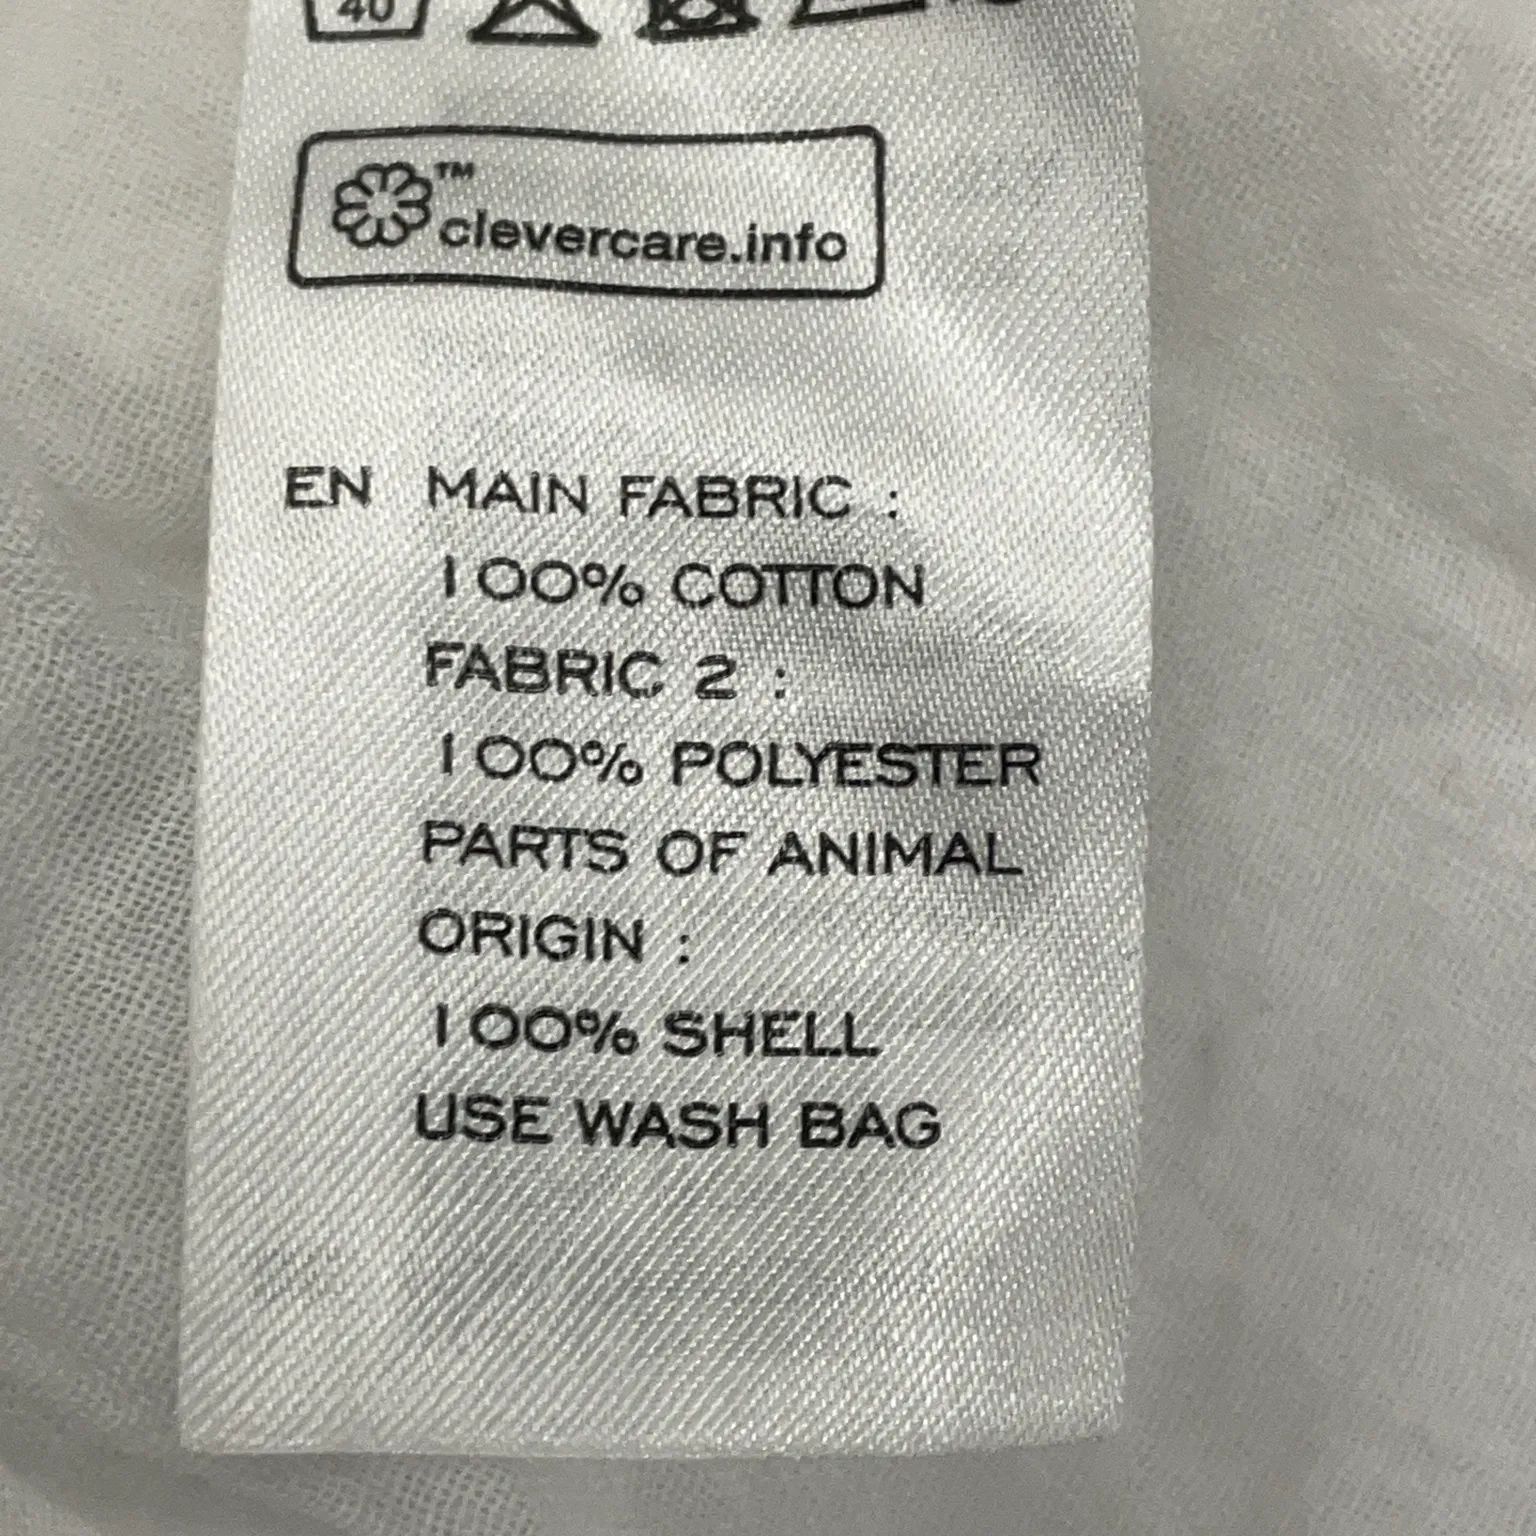 40
™
clevercare.info
EN MAIN FABRIC :
100% COTTON
FABRIC 2 :
100% POLYESTER
PARTS OF ANIMAL
ORIGIN :
100% SHELL
USE WASH BAG